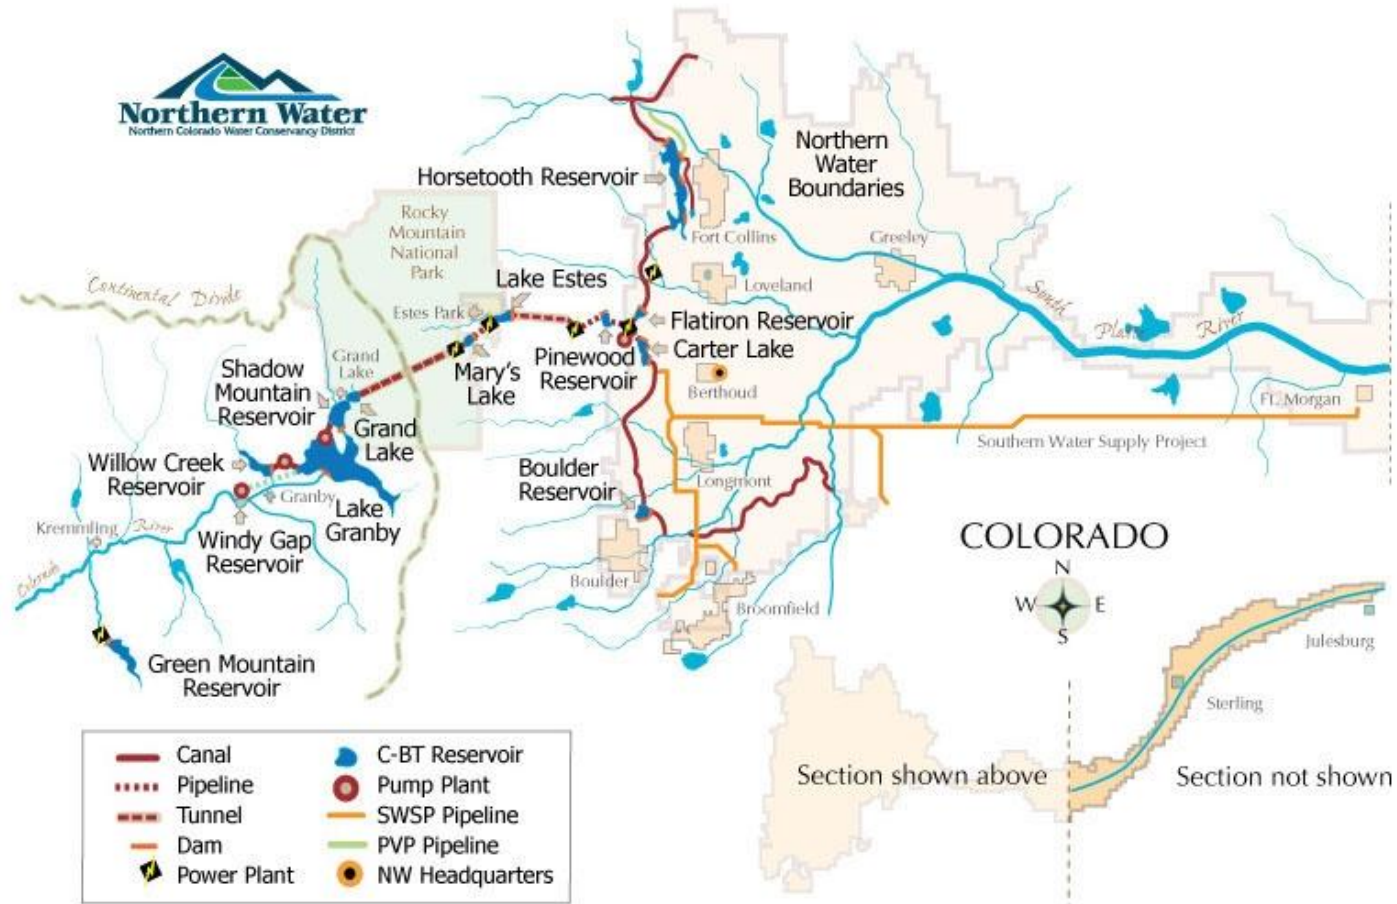 Northern Water
Northern Colorado Water Conservancy District
Northern
Water
Boundaries
Horsetooth Reservoir
Rocky
Mountain
National
Park
Fort Collins
Greeley
Continental Divide
Lake Estes
Loveland
Estes Park
South Platte River
Flatiron Reservoir
Carter Lake
Pinewood
Reservoir
Mary's
Lake
Shadow
Mountain
Reservoir
Grand
Lake
Grand
Lake
Berthoud
Ft. Morgan
Southern Water Supply Project
Willow Creek
Reservoir
Granby
Lake
Granby
Boulder
Reservoir
Longmont
Kremmling
Colorado River
Windy Gap
Reservoir
Boulder
Broomfield
Green Mountain
Reservoir
COLORADO
N
W E
S
Julesburg
Sterling
Section shown above
Section not shown
Canal
Pipeline
Tunnel
Dam
Power Plant
C-BT Reservoir
Pump Plant
SWSP Pipeline
PVP Pipeline
NW Headquarters